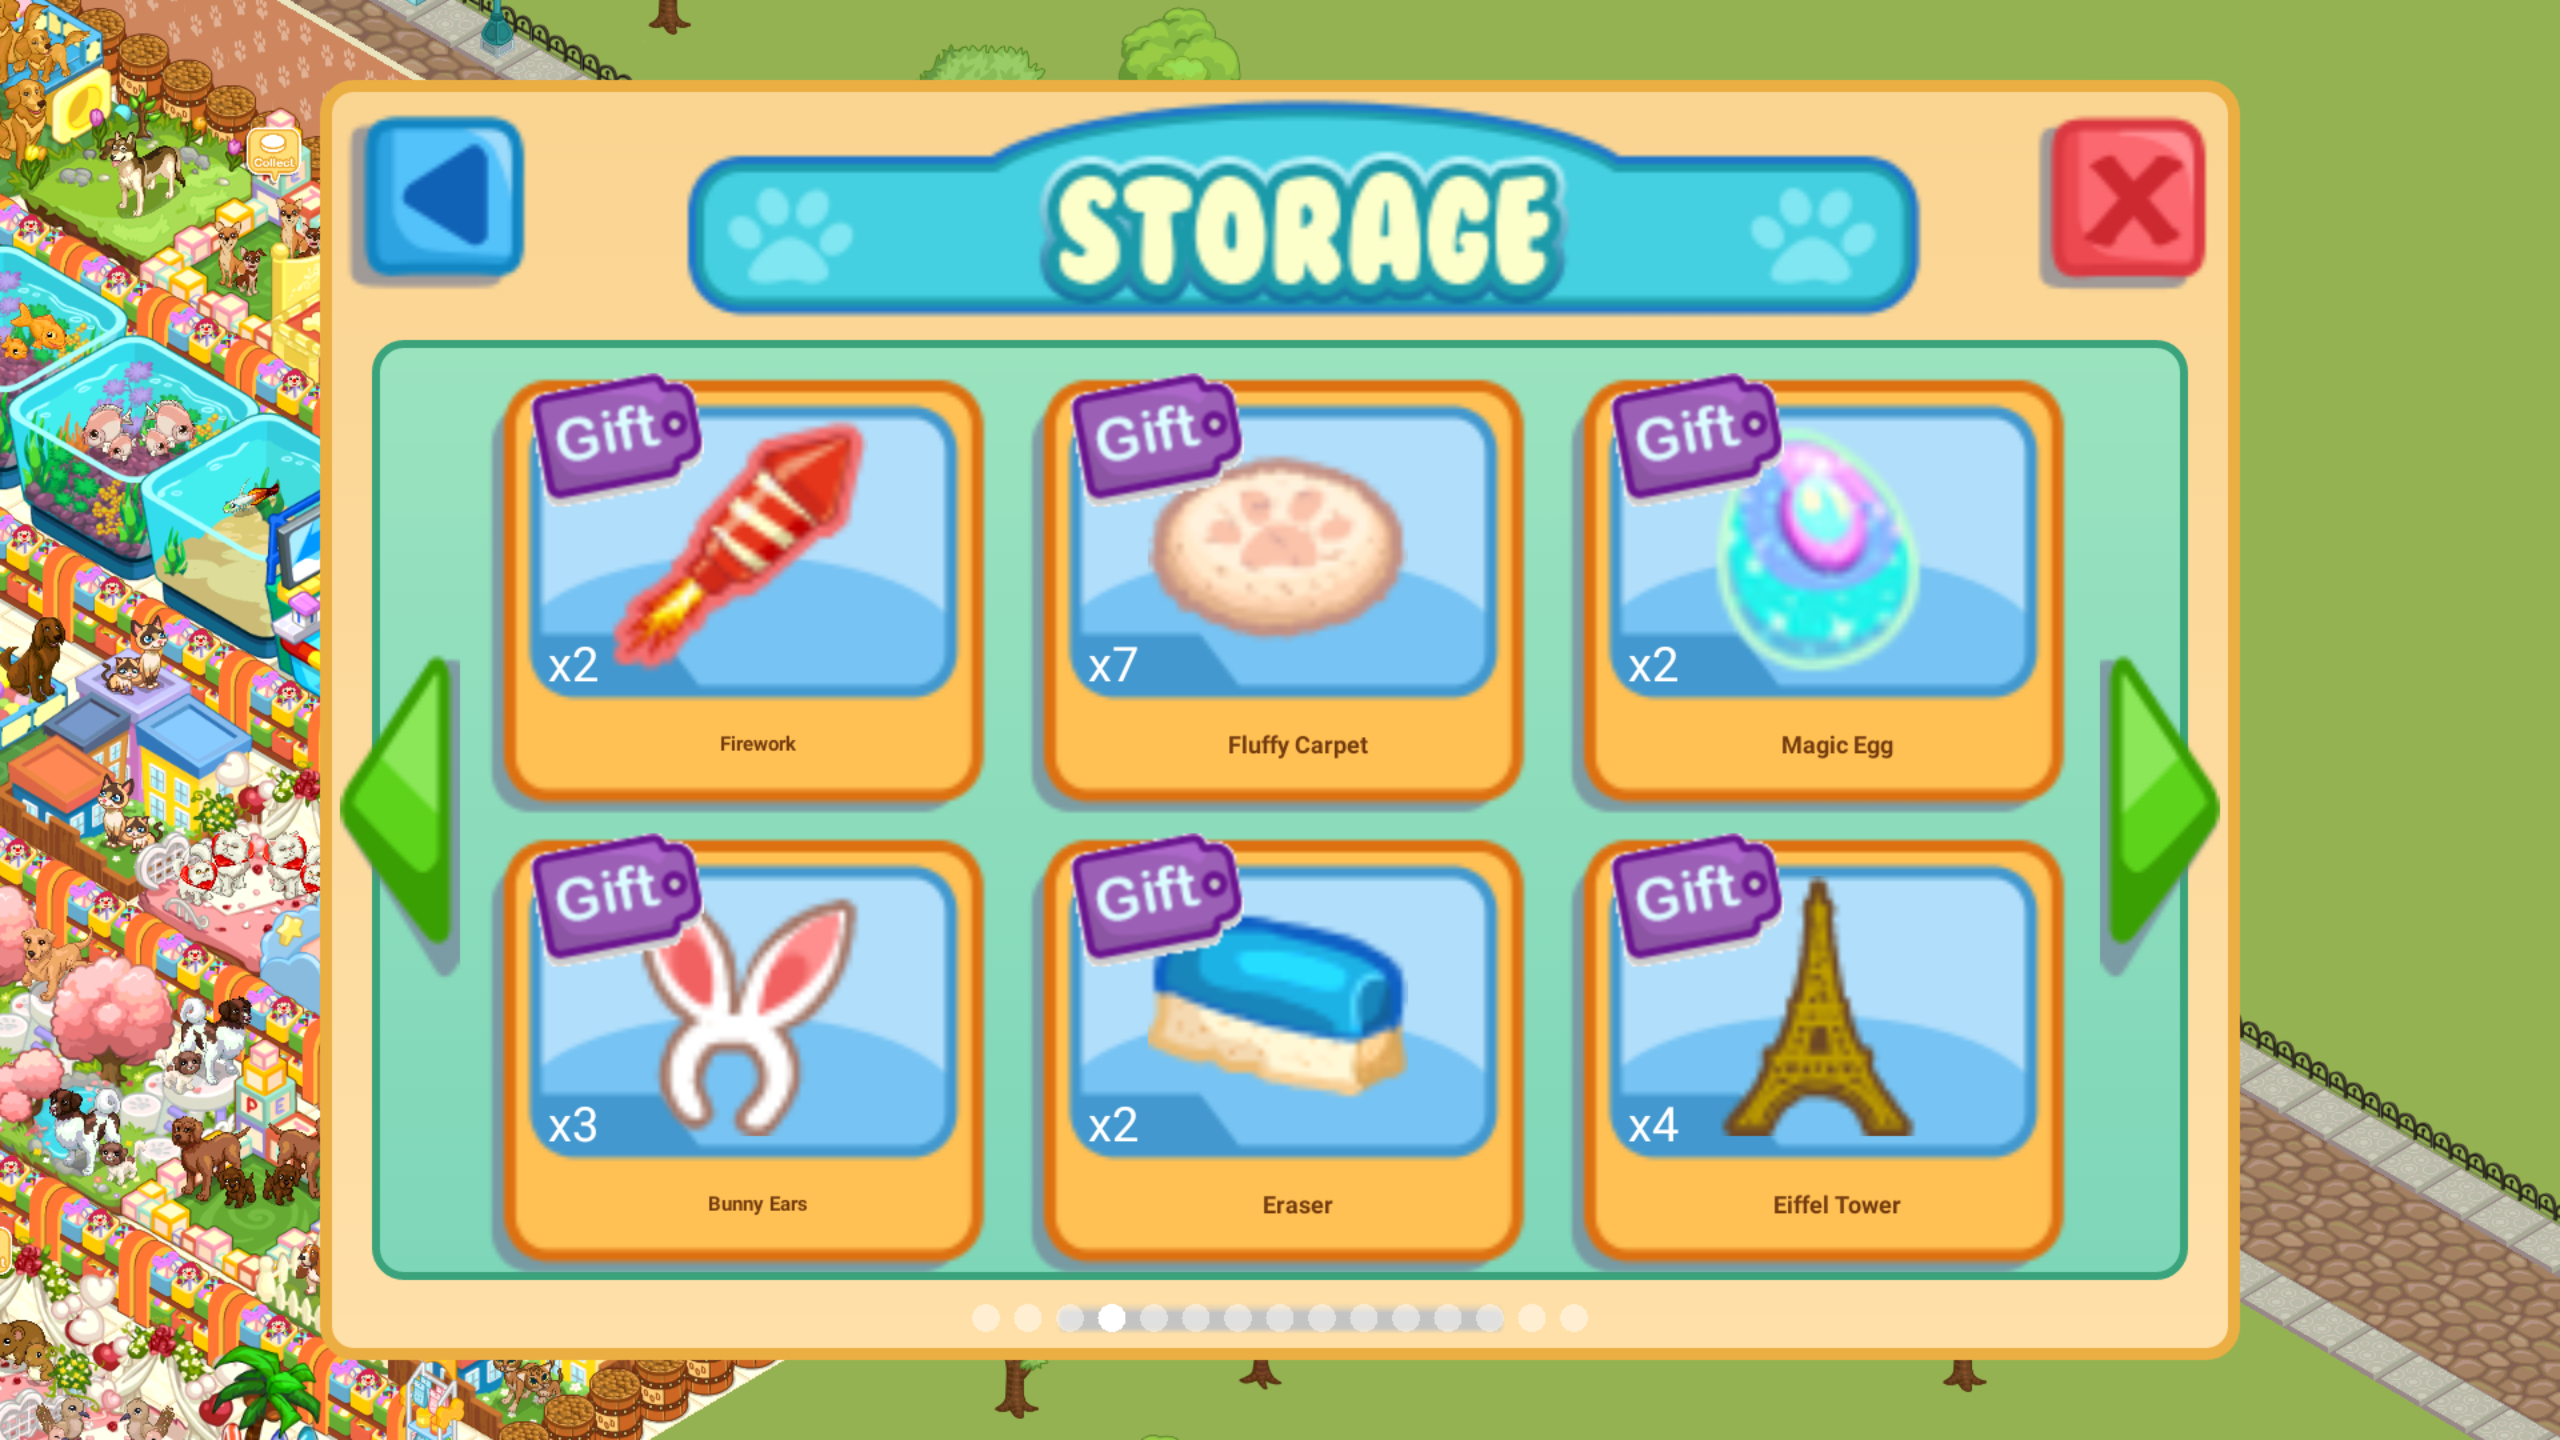 Collect
STORAGE
Gift
x2
Firework
Gift
x7
Fluffy Carpet
Gift
x2
Magic Egg
Gift
x3
Bunny Ears
Gift
x2
Eraser
Gift
x4
Eiffel Tower
P E